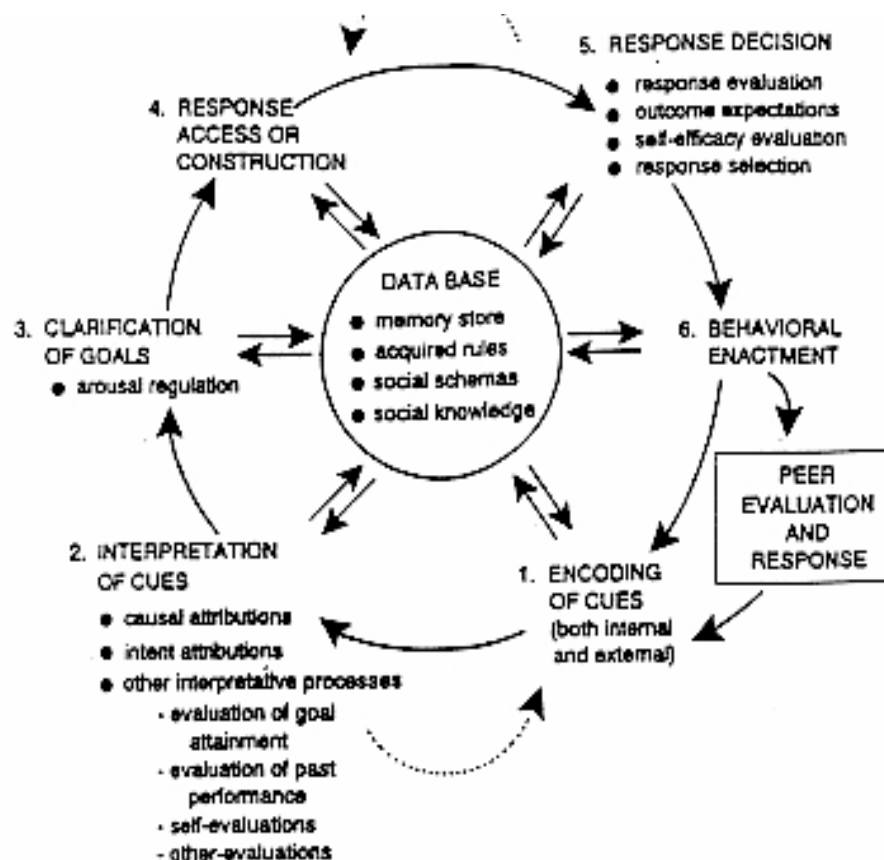 5. RESPONSE DECISION
● response evaluation
● outcome expectations
● self-efficacy evaluation
● response selection
4. RESPONSE
ACCESS OR
CONSTRUCTION
DATA BASE
● memory store
● acquired rules
● social schemas
● social knowledge
3. CLARIFICATION
OF GOALS
● arousal regulation
6. BEHAVIORAL
ENACTMENT
PEER
EVALUATION
AND
RESPONSE
2. INTERPRETATION
OF CUES
● causal attributions
● intent attributions
● other interpretative processes
- evaluation of goal
attainment
- evaluation of past
performance
- self-evaluations
- other-evaluations
1. ENCODING
OF CUES
(both internal
and external)